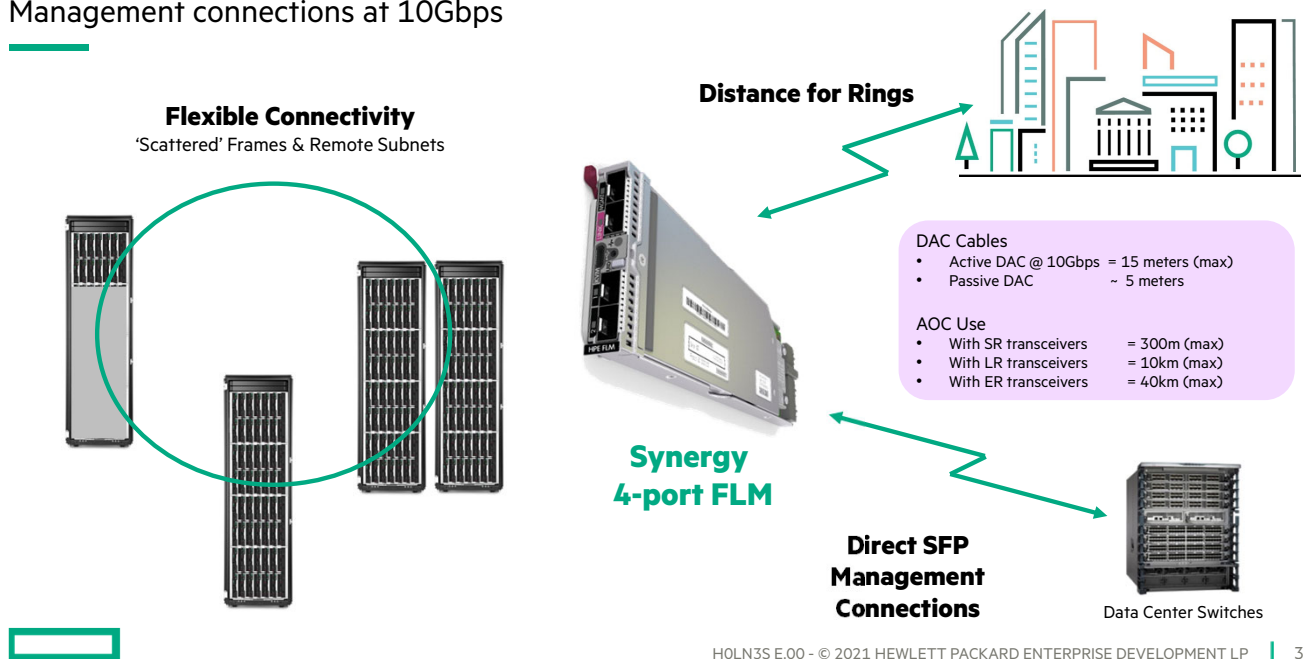 Management connections at 10Gbps
Flexible Connectivity
‘Scattered’ Frames & Remote Subnets
Distance for Rings
DAC Cables
• Active DAC @ 10Gbps = 15 meters (max)
• Passive DAC ~ 5 meters
AOC Use
• With SR transceivers = 300m (max)
• With LR transceivers = 10km (max)
• With ER transceivers = 40km (max)
HPE FLM
Synergy
4-port FLM
Direct SFP
Management
Connections
Data Center Switches
H0LN3S E.00 - © 2021 HEWLETT PACKARD ENTERPRISE DEVELOPMENT LP | 3